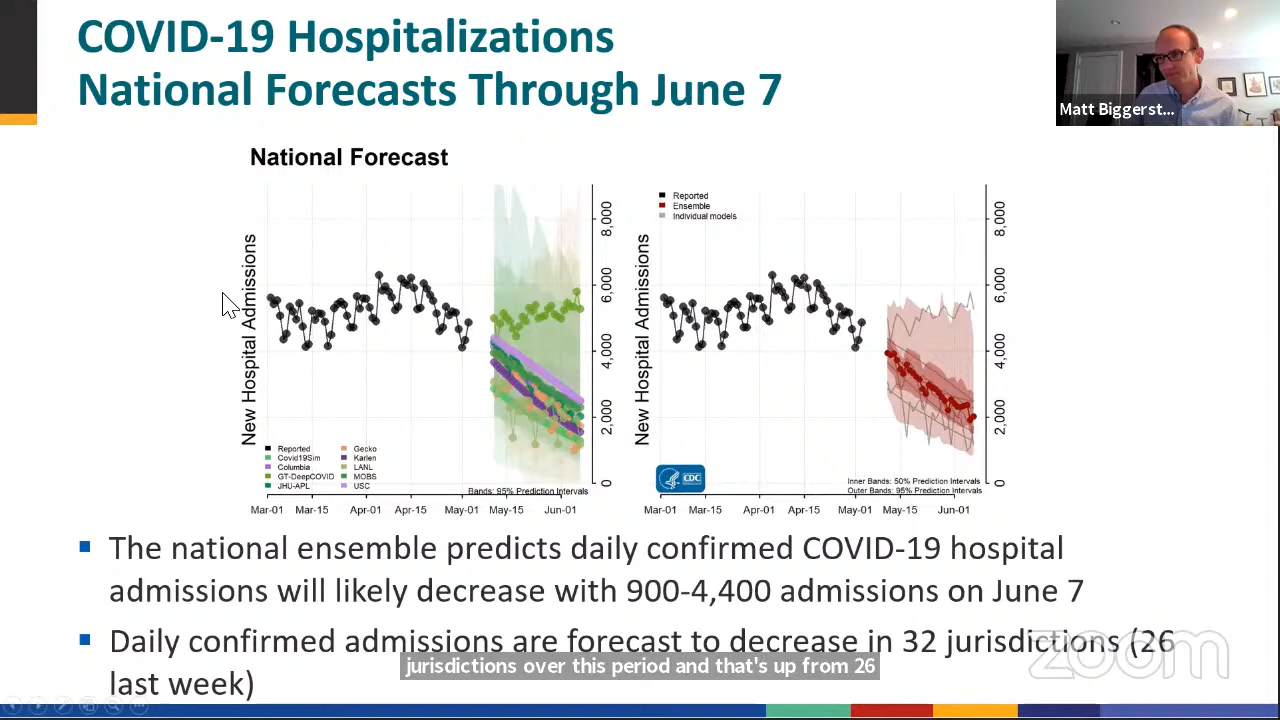 COVID-19 Hospitalizations
National Forecasts Through June 7
Matt Biggerst...
National Forecast
New Hospital Admissions
8,000
6,000
4,000
2,000
0
Reported
Covid19Sim
Columbia
GT-DeepCOVID
JHU-APL
Gecko
Karlen
LANL
MOBS
USC
Bands: 95% Prediction Intervals
Mar-01 Mar-15 Apr-01 Apr-15 May-01 May-15 Jun-01
New Hospital Admissions
Reported
Ensemble
Individual models
8,000
6,000
4,000
2,000
0
CDC
Inner Bands: 50% Prediction Intervals
Outer Bands: 95% Prediction Intervals
Mar-01 Mar-15 Apr-01 Apr-15 May-01 May-15 Jun-01
The national ensemble predicts daily confirmed COVID-19 hospital
admissions will likely decrease with 900-4,400 admissions on June 7
Daily confirmed admissions are forecast to decrease in 32 jurisdictions (26
last week)
jurisdictions over this period and that's up from 26
zoom